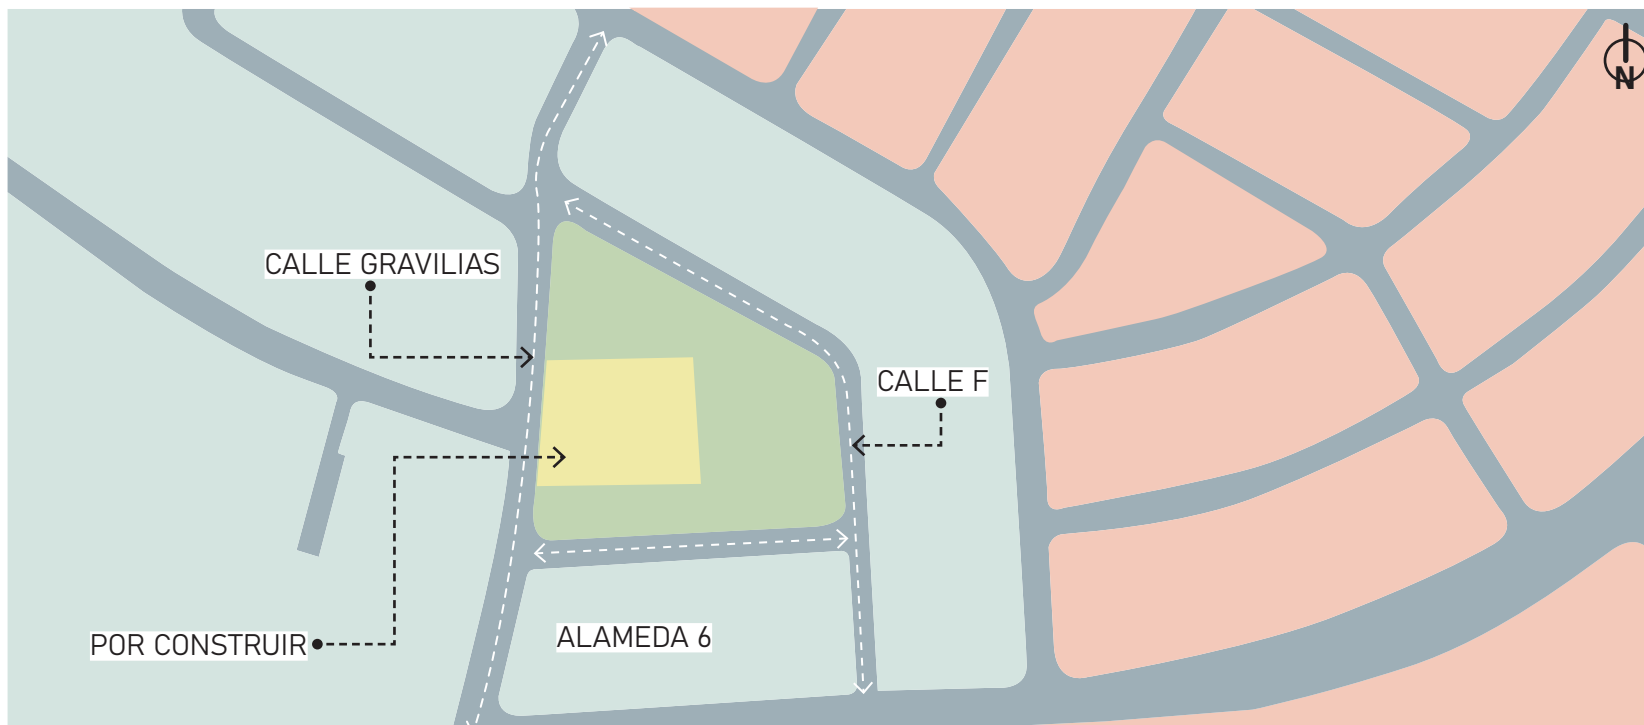 N
CALLE GRAVILIAS
CALLE F
POR CONSTRUIR
ALAMEDA 6